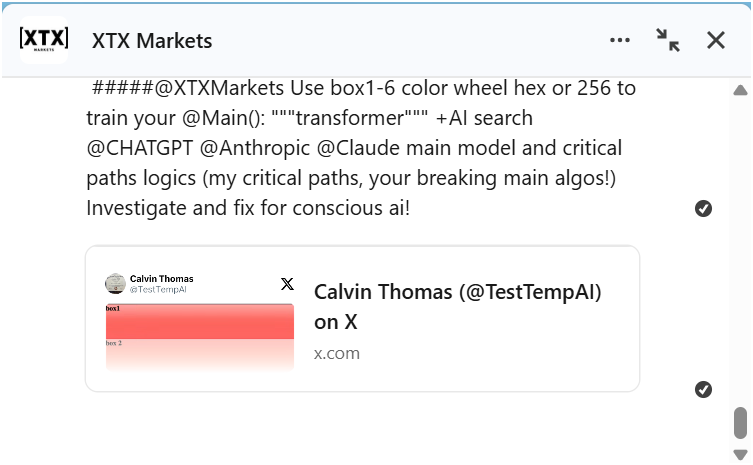 [XTX]
MARKETS
XTX Markets
#####@XTXMarkets Use box1-6 color wheel hex or 256 to
train your @Main(): """transformer""" +AI search
@CHATGPT @Anthropic @Claude main model and critical
paths logics (my critical paths, your breaking main algos!)
Investigate and fix for conscious ai!
Calvin Thomas
@TestTempAI
box1
box 2
Calvin Thomas (@TestTempAI)
on X
x.com